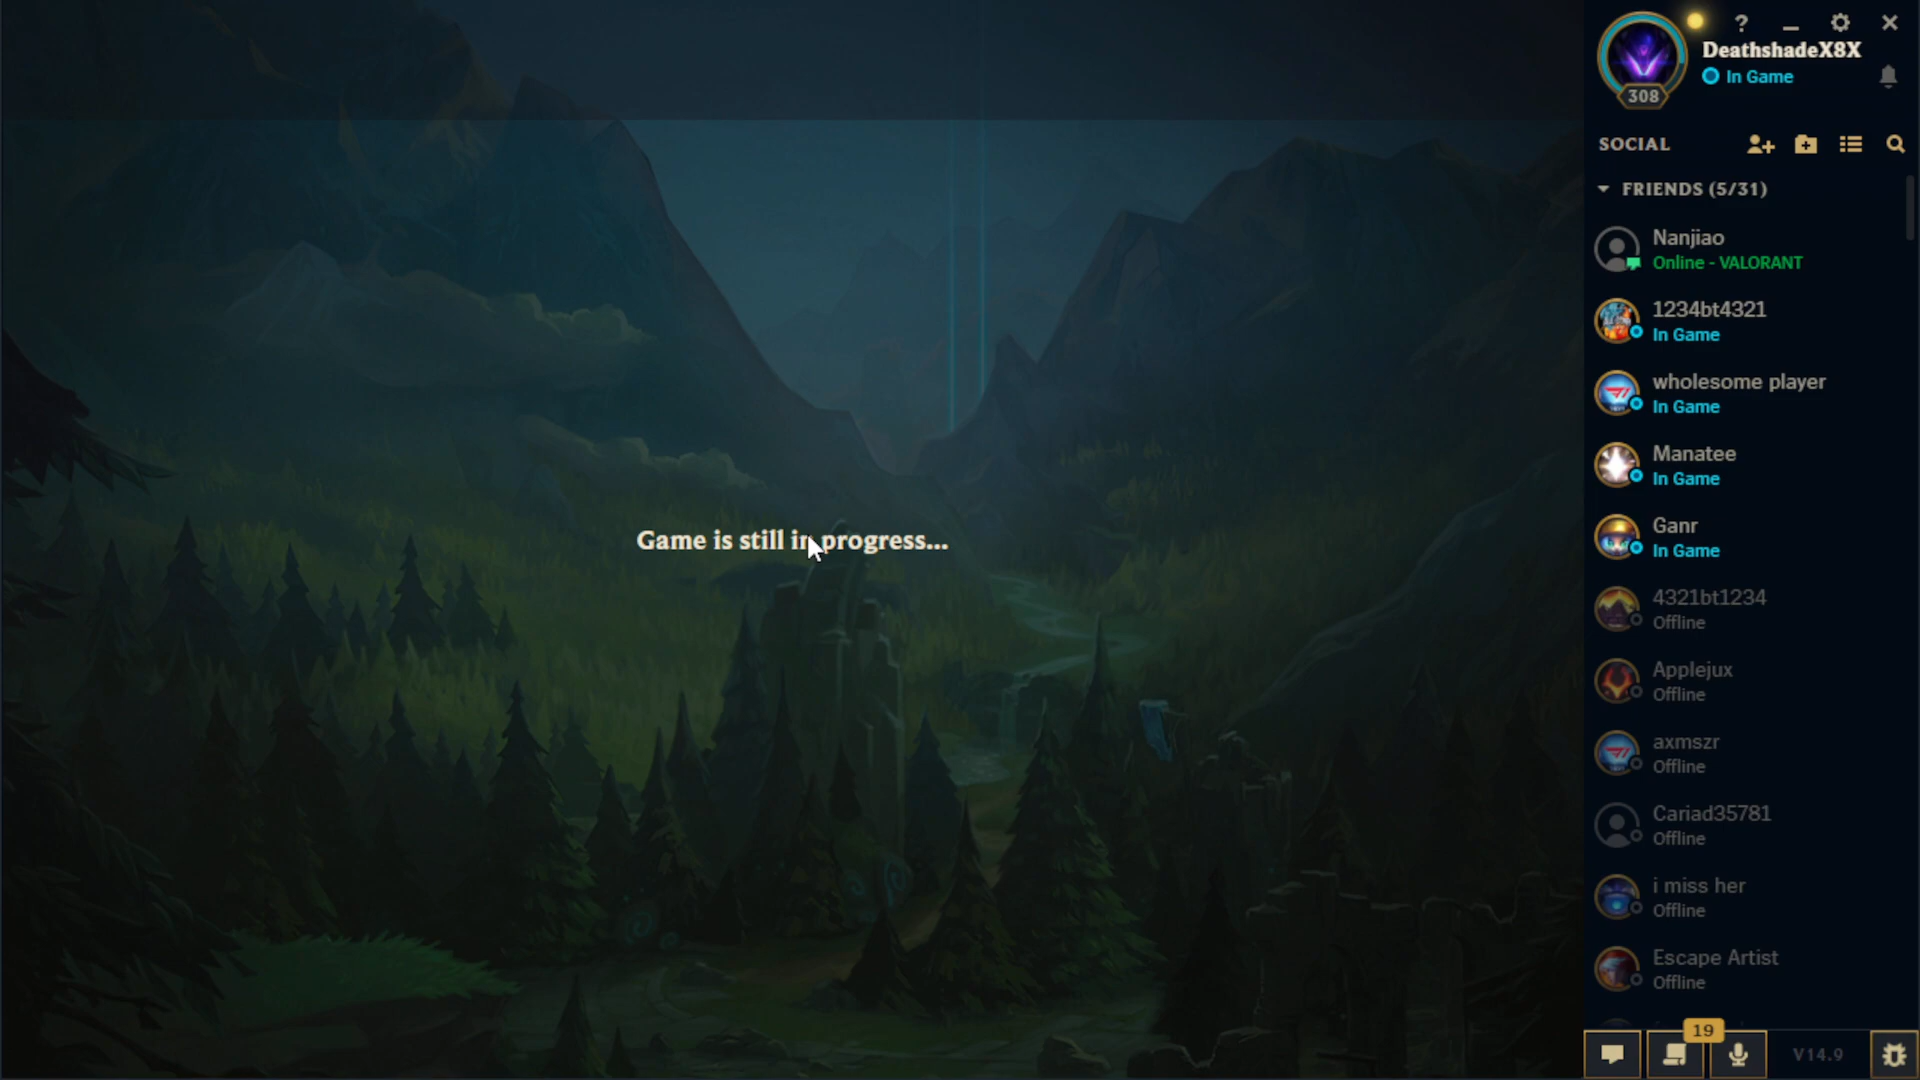 ?
DeathshadeX8X
In Game
308
SOCIAL
FRIENDS (5/31)
Nanjiao
Online - VALORANT
1234bt4321
In Game
wholesome player
In Game
Manatee
In Game
Ganr
In Game
4321bt1234
Offline
Applejux
Offline
axmszr
Offline
Cariad35781
Offline
i miss her
Offline
Escape Artist
Offline
Game is still in progress...
19
V14.9